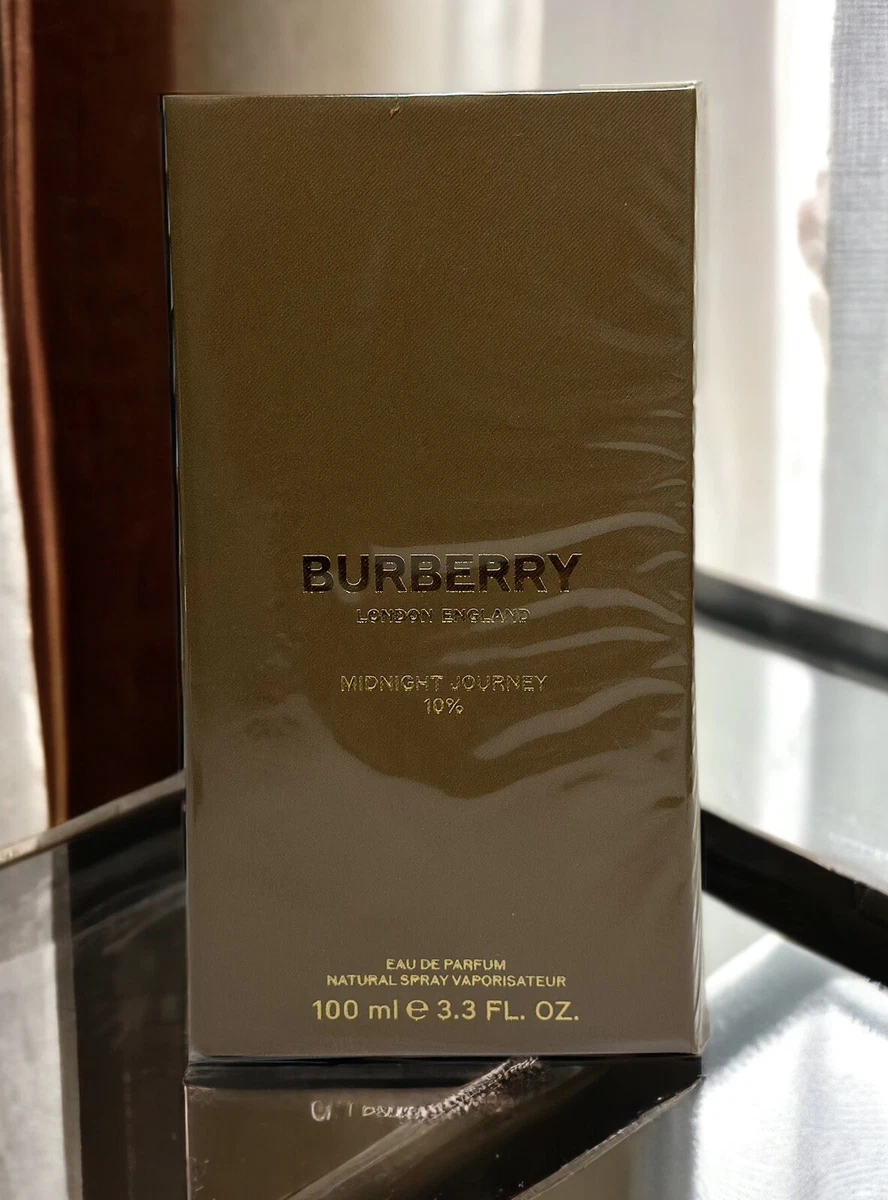 BURBERRY
LONDON ENGLAND
MIDNIGHT JOURNEY
10%
EAU DE PARFUM
NATURAL SPRAY VAPORISATEUR
100 ml ℮ 3.3 FL. OZ.